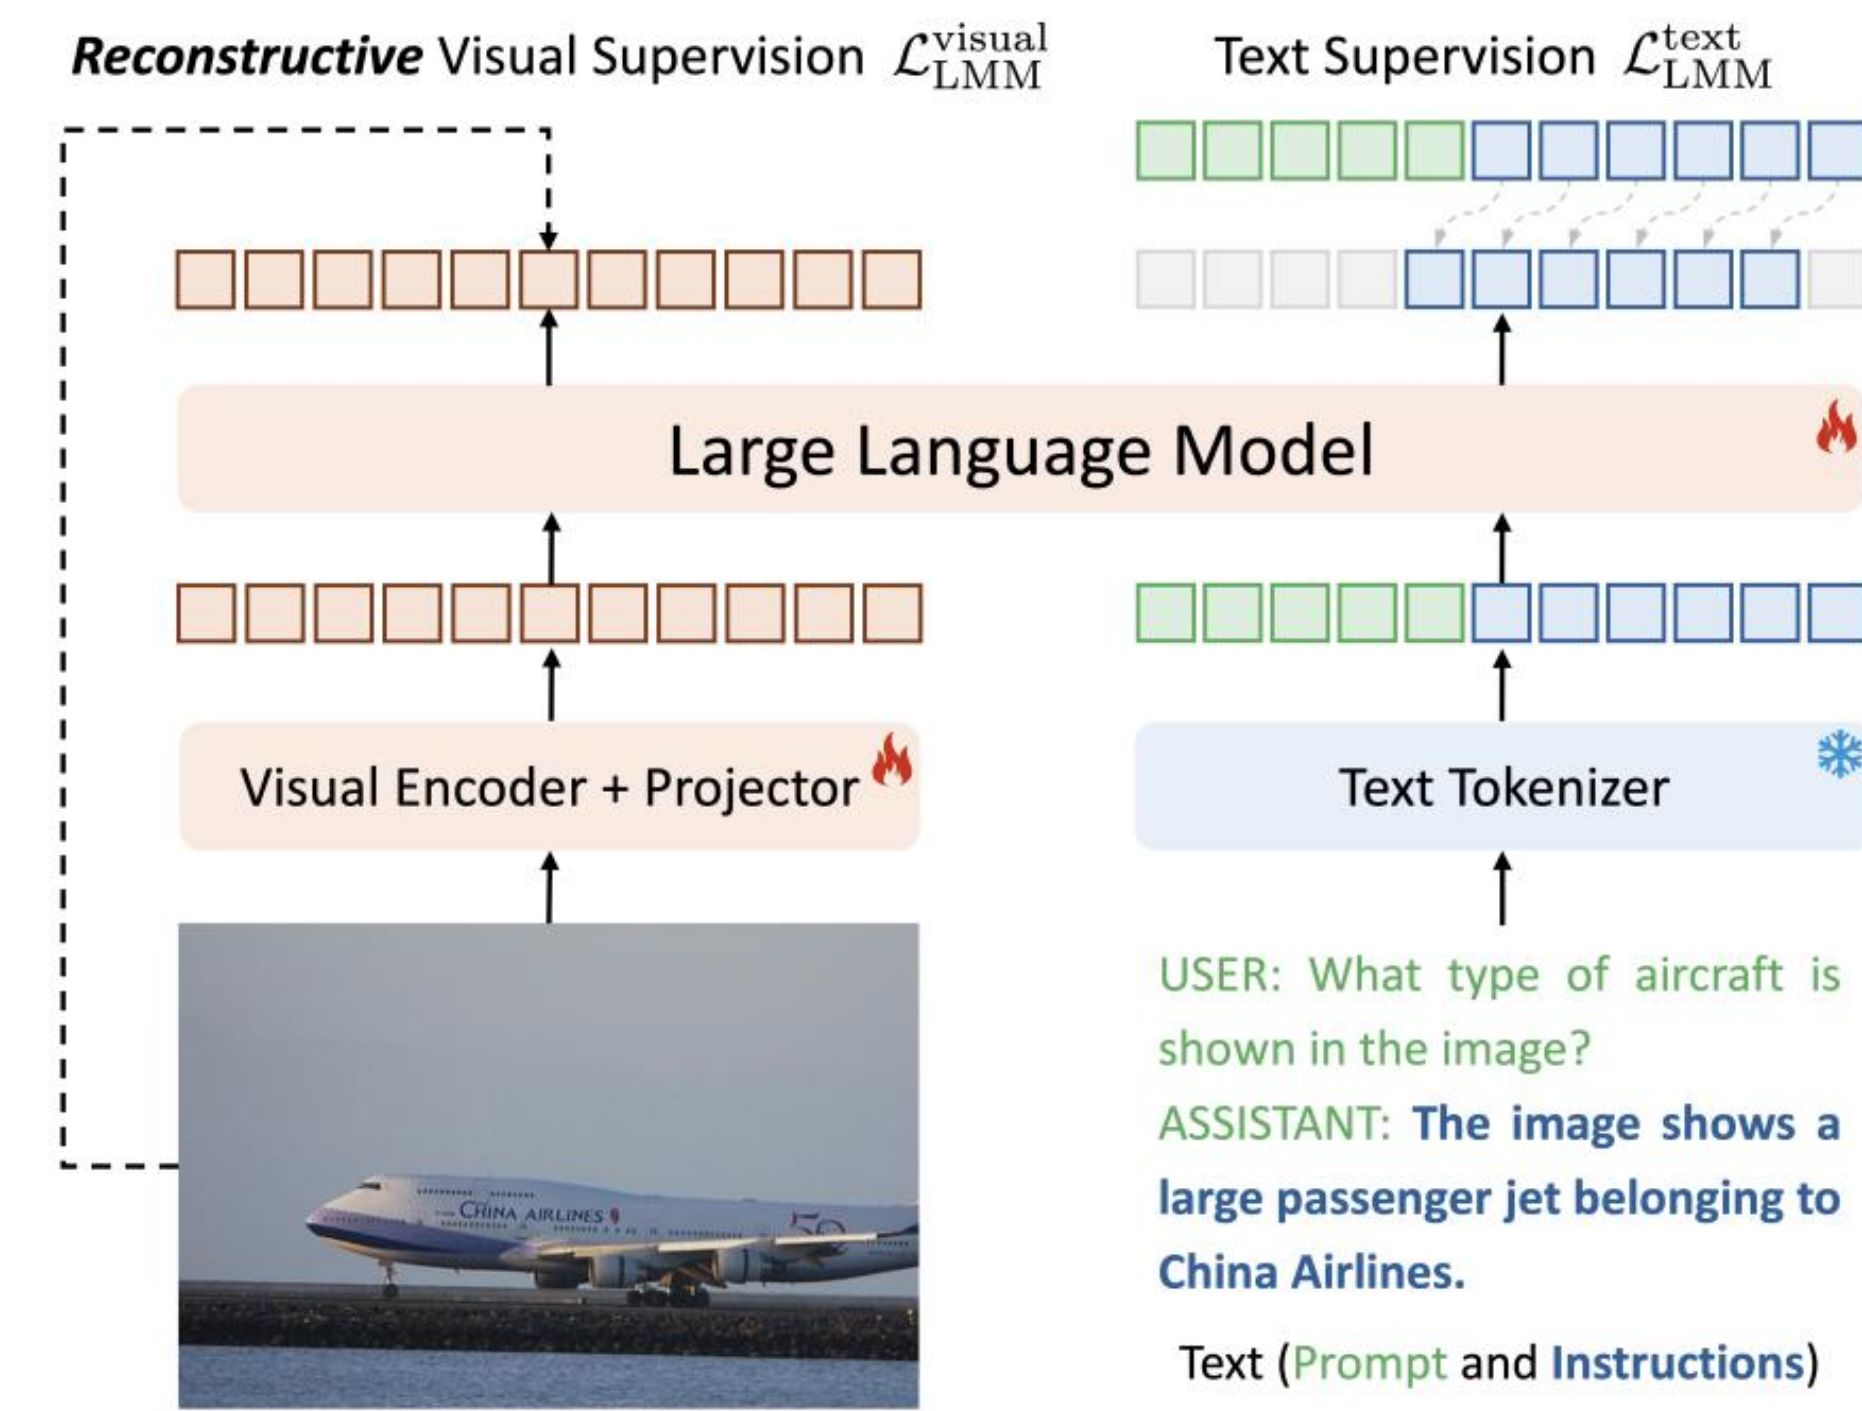 Reconstructive Visual Supervision $\mathcal{L}_{\text{LMM}}^{\text{visual}}$
Text Supervision $\mathcal{L}_{\text{LMM}}^{\text{text}}$
Large Language Model
Visual Encoder + Projector
Text Tokenizer
CHINA AIRLINES
50
USER: What type of aircraft is
shown in the image?
ASSISTANT: The image shows a
large passenger jet belonging to
China Airlines.
Text (Prompt and Instructions)